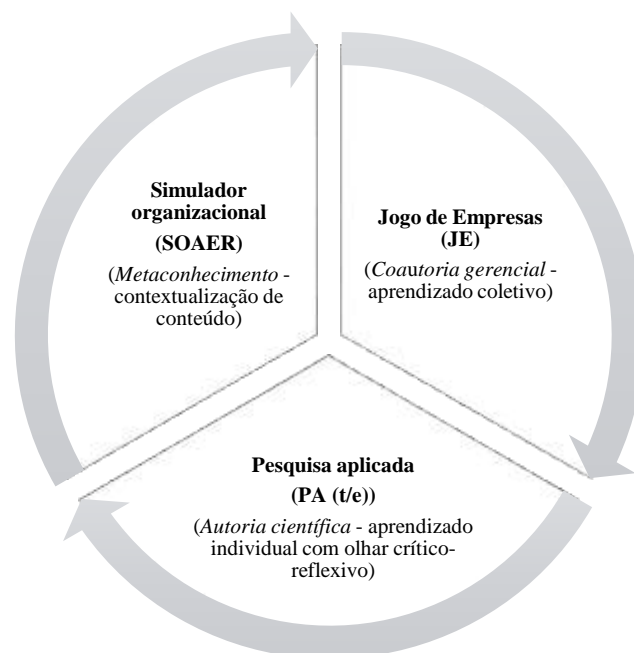 Simulador
organizacional
(SOAER)
(Metaconhecimento -
contextualização de
conteúdo)
Jogo de Empresas
(JE)
(Coautoria gerencial -
aprendizado coletivo)
Pesquisa aplicada
(PA (t/e))
(Autoria científica - aprendizado
individual com olhar crítico-
reflexivo)